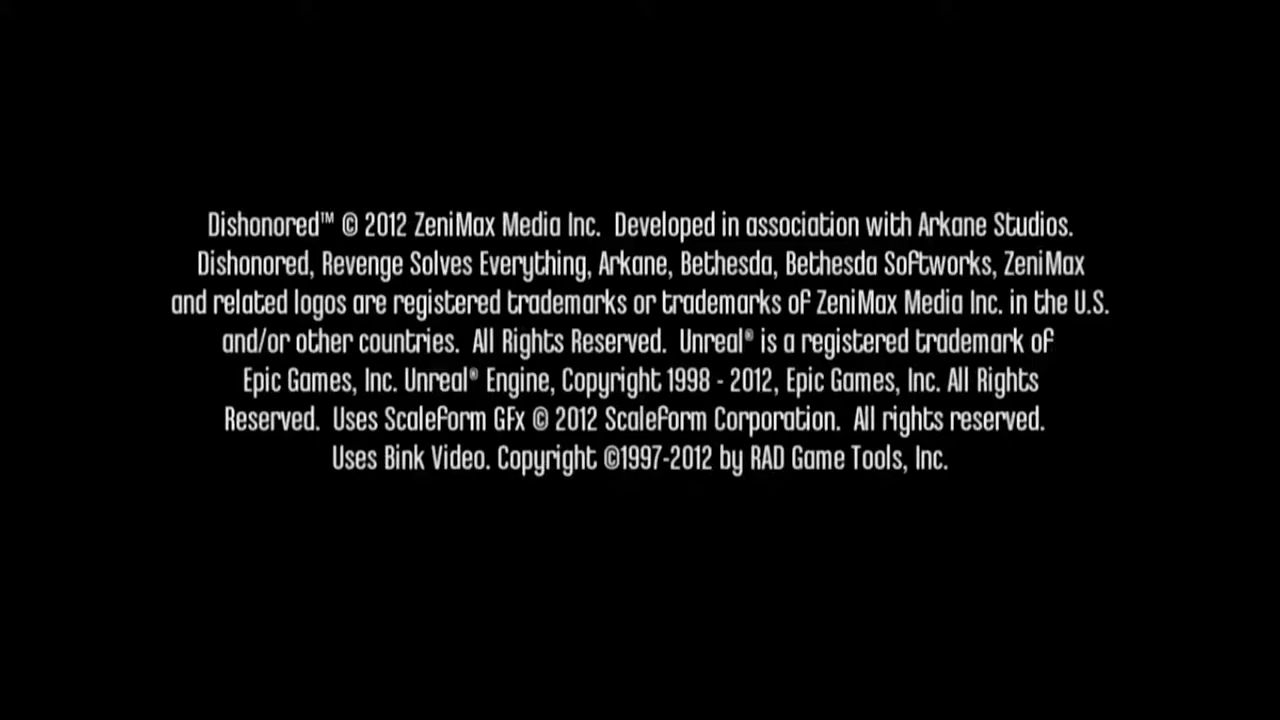 Dishonored™ © 2012 ZeniMax Media Inc.  Developed in association with Arkane Studios.
Dishonored, Revenge Solves Everything, Arkane, Bethesda, Bethesda Softworks, ZeniMax
and related logos are registered trademarks or trademarks of ZeniMax Media Inc. in the U.S.
and/or other countries.  All Rights Reserved.  Unreal® is a registered trademark of
Epic Games, Inc. Unreal® Engine, Copyright 1998 - 2012, Epic Games, Inc. All Rights
Reserved.  Uses Scaleform GFx © 2012 Scaleform Corporation.  All rights reserved.
Uses Bink Video. Copyright ©1997-2012 by RAD Game Tools, Inc.